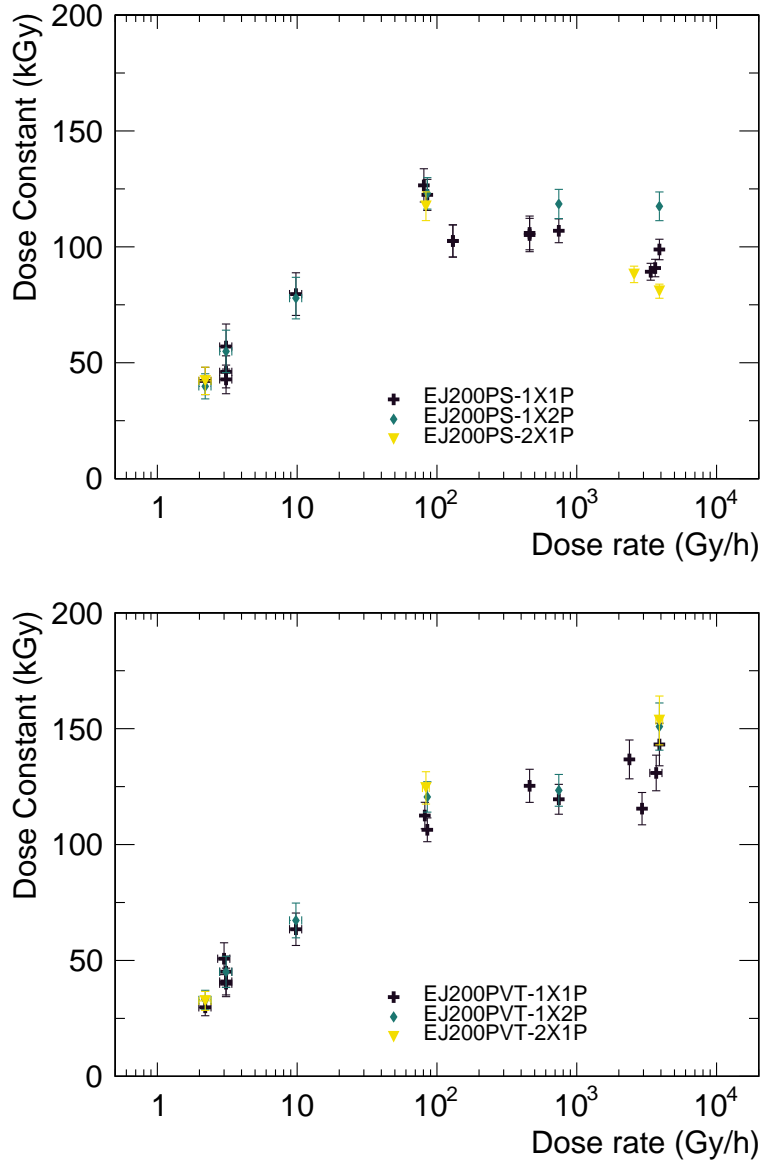 200
150
100
50
0
Dose Constant (kGy)
EJ200PS-1X1P
EJ200PS-1X2P
EJ200PS-2X1P
1 10 10² 10³ 10⁴
Dose rate (Gy/h)
200
150
100
50
0
Dose Constant (kGy)
EJ200PVT-1X1P
EJ200PVT-1X2P
EJ200PVT-2X1P
1 10 10² 10³ 10⁴
Dose rate (Gy/h)